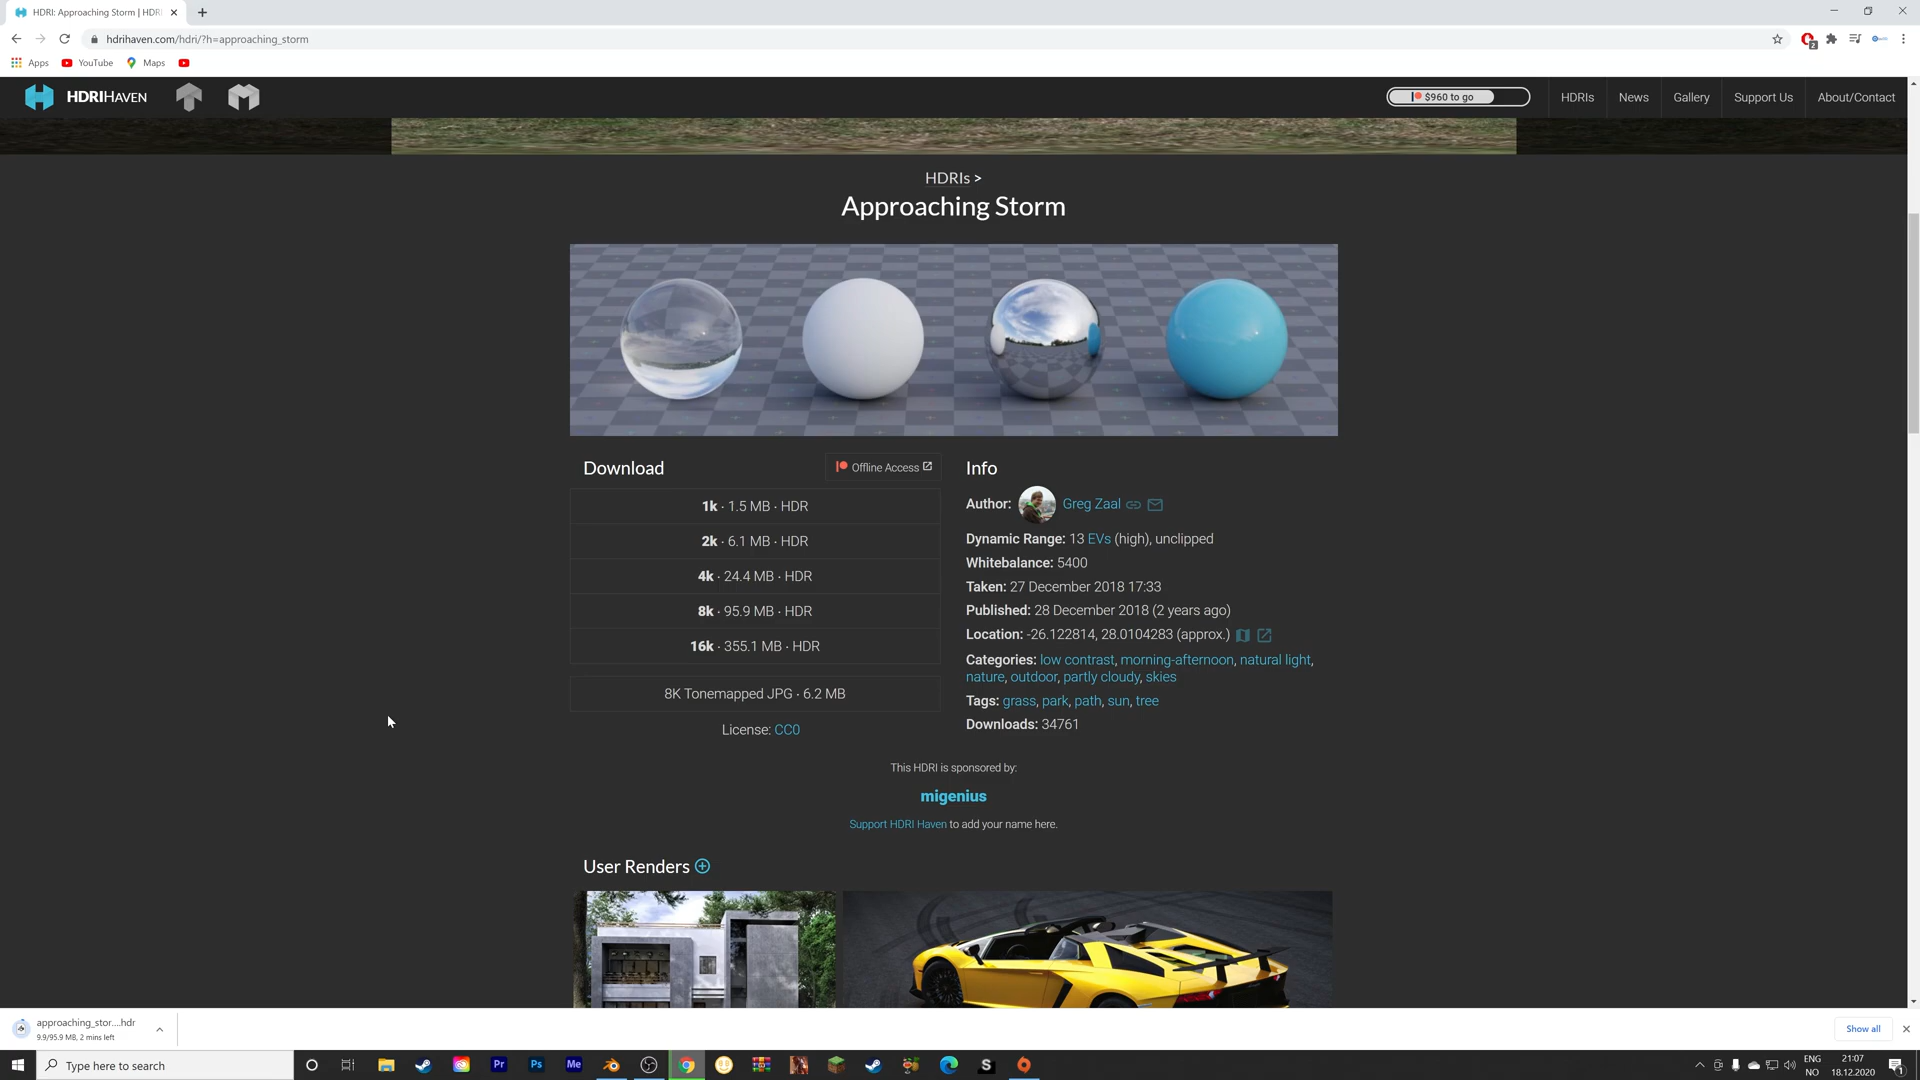 HDRI: Approaching Storm | HDRI
hdrihaven.com/hdri/?h=approaching_storm
2
Apps
YouTube
Maps
HDRIHAVEN
$960 to go
HDRIs
News
Gallery
Support Us
About/Contact
HDRIs >
Approaching Storm
Download
Offline Access
1k · 1.5 MB · HDR
2k · 6.1 MB · HDR
4k · 24.4 MB · HDR
8k · 95.9 MB · HDR
16k · 355.1 MB · HDR
8K Tonemapped JPG · 6.2 MB
License: CC0
Info
Author: Greg Zaal
Dynamic Range: 13 EVs (high), unclipped
Whitebalance: 5400
Taken: 27 December 2018 17:33
Published: 28 December 2018 (2 years ago)
Location: -26.122814, 28.0104283 (approx.)
Categories: low contrast, morning-afternoon, natural light,
nature, outdoor, partly cloudy, skies
Tags: grass, park, path, sun, tree
Downloads: 34761
This HDRI is sponsored by:
migenius
Support HDRI Haven to add your name here.
User Renders
approaching_stor....hdr
9.9/95.9 MB, 2 mins left
Show all
Type here to search
Pr
Ps
Me
S
ENG
NO
21:07
18.12.2020
1